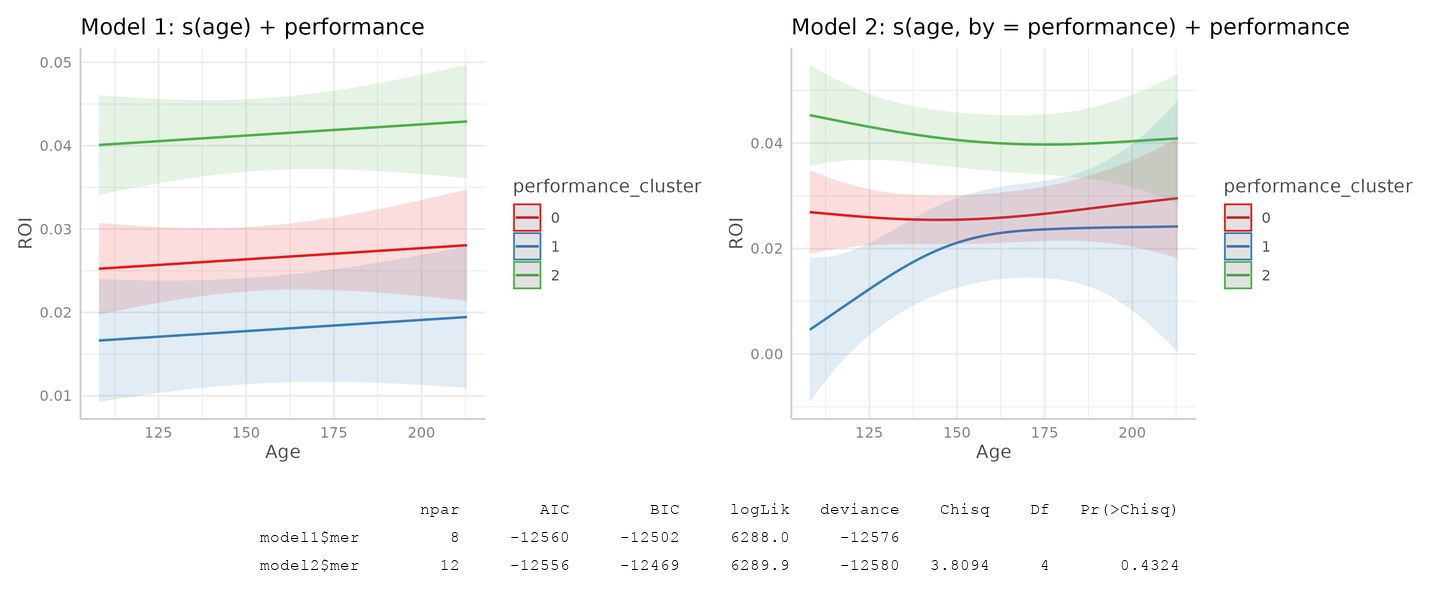 Model 1: s(age) + performance
0.05
0.04
0.03
0.02
0.01
ROI
125 150 175 200
Age
performance_cluster
0
1
2
Model 2: s(age, by = performance) + performance
0.04
0.02
0.00
ROI
125 150 175 200
Age
performance_cluster
0
1
2
npar AIC BIC logLik deviance Chisq Df Pr(>Chisq)
model1$mer 8 -12560 -12502 6288.0 -12576
model2$mer 12 -12556 -12469 6289.9 -12580 3.8094 4 0.4324